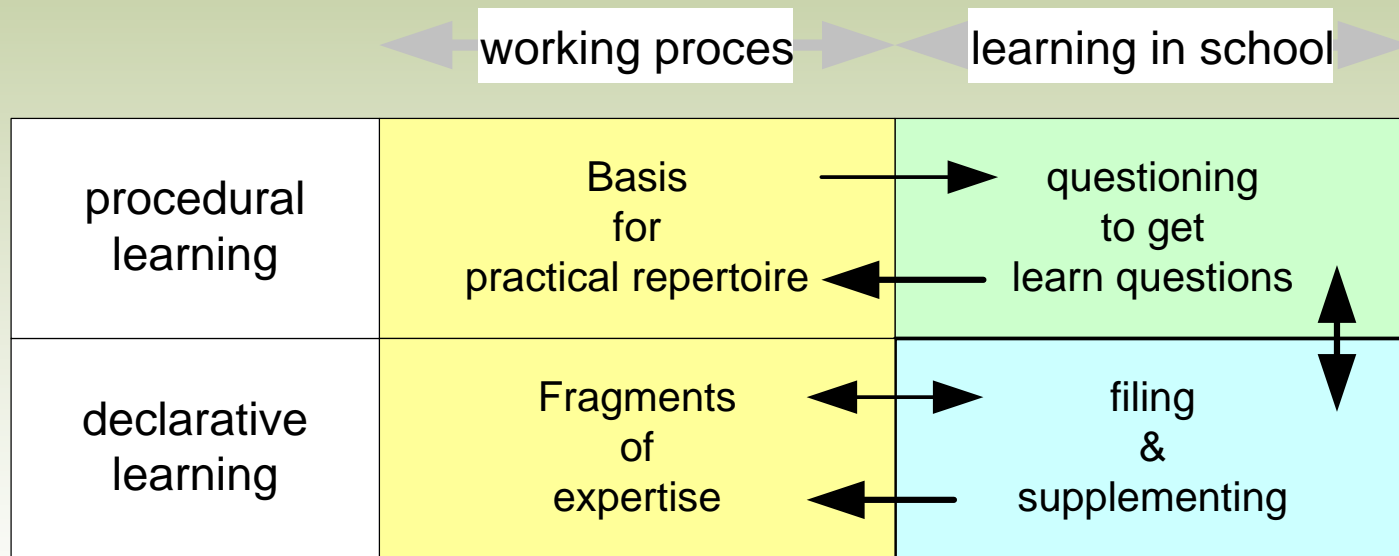 working proces
learning in school
procedural
learning
Basis
for
practical repertoire
questioning
to get
learn questions
declarative
learning
Fragments
of
expertise
filing
&
supplementing